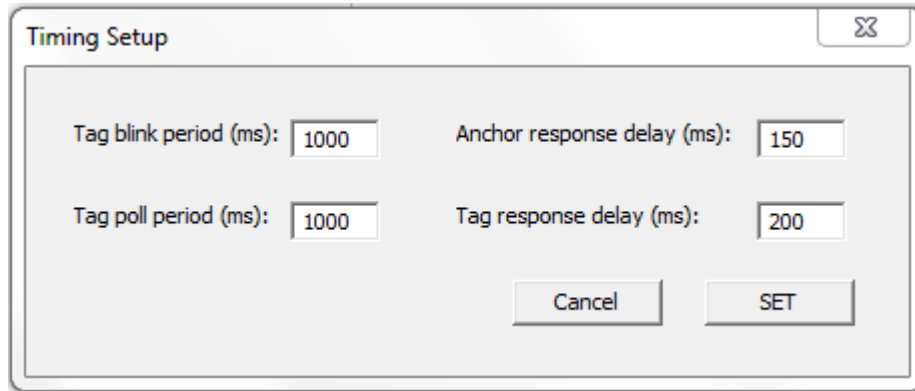 Timing Setup
Tag blink period (ms): 1000 Anchor response delay (ms): 150
Tag poll period (ms): 1000 Tag response delay (ms): 200
Cancel SET